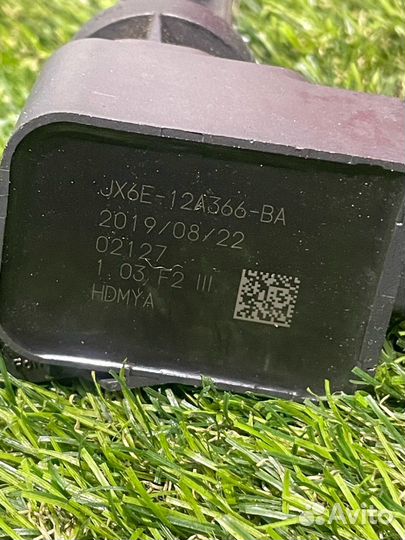 JX6E-12A366-BA
2019/08/22
02127
1.03/F2 III
HDMYA
Avito